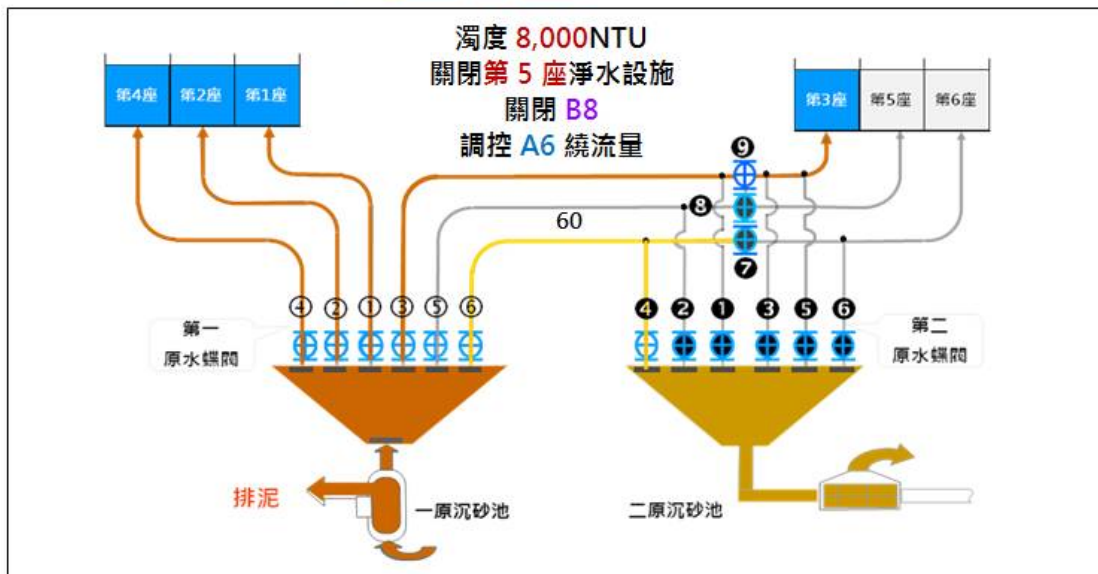 濁度 8,000NTU
關閉第 5 座淨水設施
關閉 B8
調控 A6 繞流量
第4座 第2座 第1座
第3座 第5座 第6座
❾
❽
60
❼
④ ② ① ③ ⑤ ⑥
❹ ❷ ❶ ❸ ❺ ❻
第一
原水蝶閥
第二
原水蝶閥
排泥
一原沉砂池
二原沉砂池